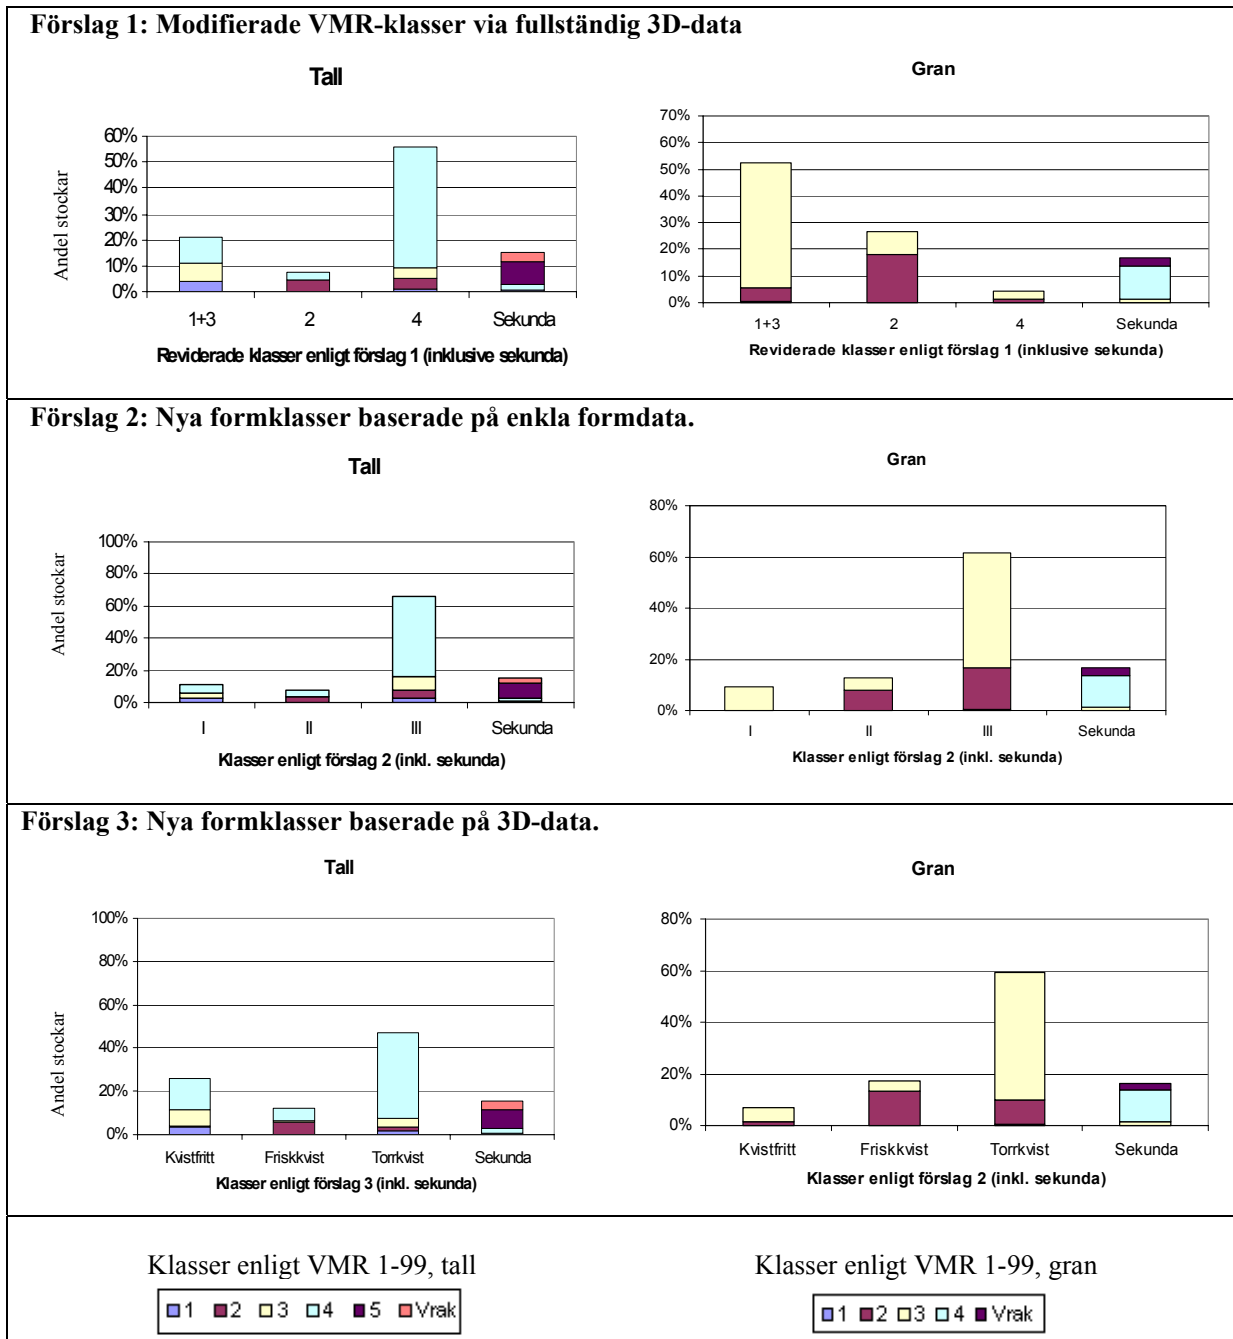 Förslag 1: Modifierade VMR-klasser via fullständig 3D-data
Tall
Andel stockar
60%
50%
40%
30%
20%
10%
0%
1+3 2 4 Sekunda
Reviderade klasser enligt förslag 1 (inklusive sekunda)
Gran
70%
60%
50%
40%
30%
20%
10%
0%
1+3 2 4 Sekunda
Reviderade klasser enligt förslag 1 (inklusive sekunda)
Förslag 2: Nya formklasser baserade på enkla formdata.
Tall
Andel stockar
100%
80%
60%
40%
20%
0%
I II III Sekunda
Klasser enligt förslag 2 (inkl. sekunda)
Gran
80%
60%
40%
20%
0%
I II III Sekunda
Klasser enligt förslag 2 (inkl. sekunda)
Förslag 3: Nya formklasser baserade på 3D-data.
Tall
Andel stockar
100%
80%
60%
40%
20%
0%
Kvistfritt Friskkvist Torrkvist Sekunda
Klasser enligt förslag 3 (inkl. sekunda)
Gran
80%
60%
40%
20%
0%
Kvistfritt Friskkvist Torrkvist Sekunda
Klasser enligt förslag 2 (inkl. sekunda)
Klasser enligt VMR 1-99, tall
1 2 3 4 5 Vrak
Klasser enligt VMR 1-99, gran
1 2 3 4 Vrak